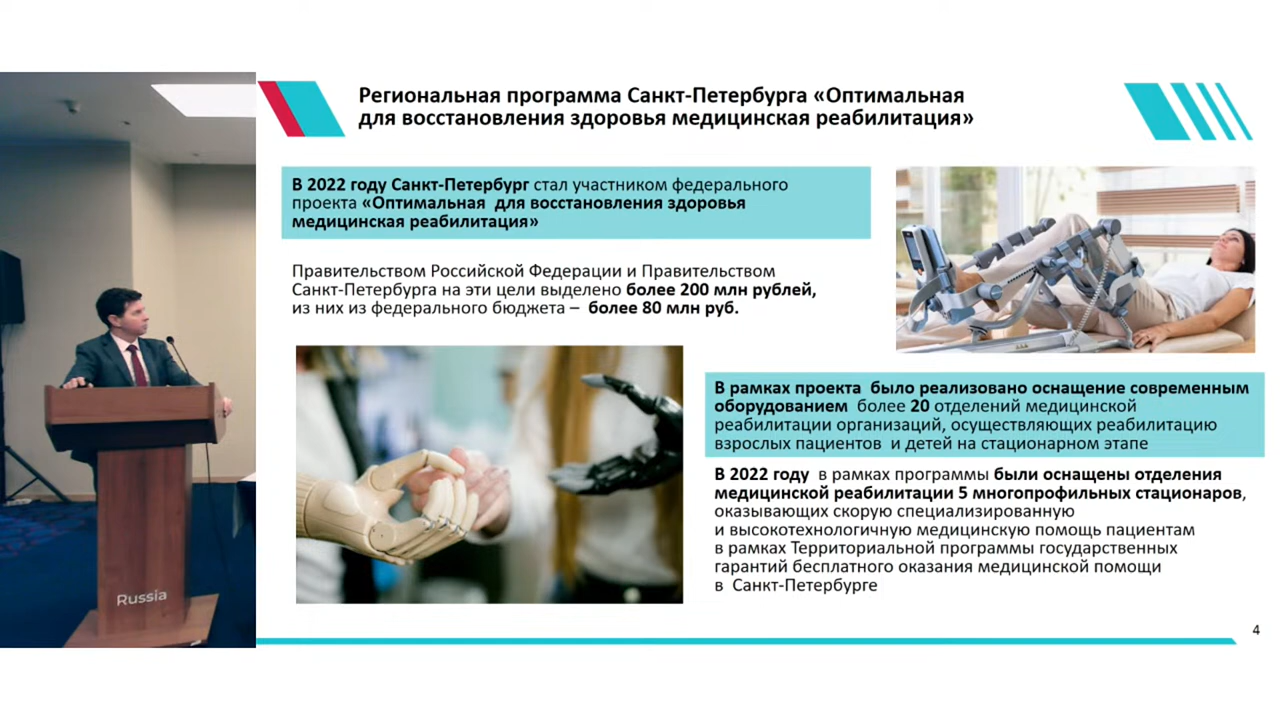 Региональная программа Санкт-Петербурга «Оптимальная
для восстановления здоровья медицинская реабилитация»
В 2022 году Санкт-Петербург стал участником федерального
проекта «Оптимальная для восстановления здоровья
медицинская реабилитация»
Правительством Российской Федерации и Правительством
Санкт-Петербурга на эти цели выделено более 200 млн рублей,
из них из федерального бюджета – более 80 млн руб.
В рамках проекта было реализовано оснащение современным
оборудованием более 20 отделений медицинской
реабилитации организаций, осуществляющих реабилитацию
взрослых пациентов и детей на стационарном этапе
В 2022 году в рамках программы были оснащены отделения
медицинской реабилитации 5 многопрофильных стационаров,
оказывающих скорую специализированную
и высокотехнологичную медицинскую помощь пациентам
в рамках Территориальной программы государственных
гарантий бесплатного оказания медицинской помощи
в Санкт-Петербурге
4
Russia